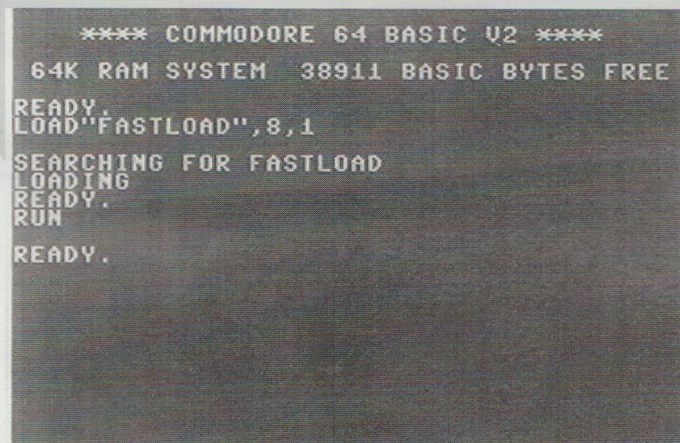 **** COMMODORE 64 BASIC V2 ****
64K RAM SYSTEM 38911 BASIC BYTES FREE
READY.
LOAD"FASTLOAD",8,1
SEARCHING FOR FASTLOAD
LOADING
READY.
RUN
READY.